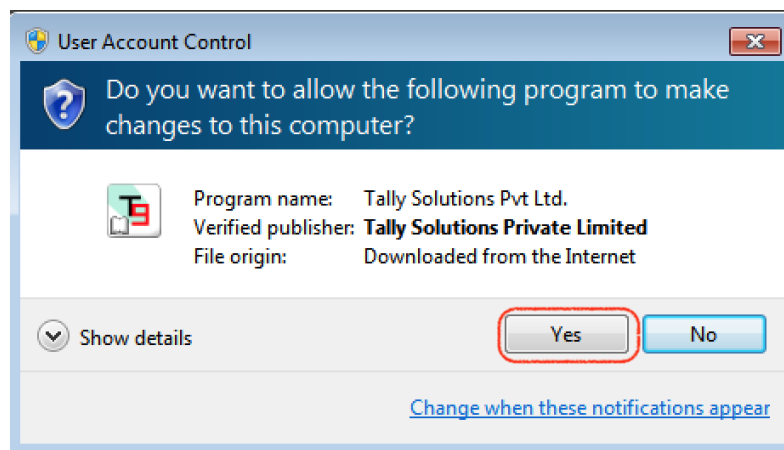 User Account Control
Do you want to allow the following program to make
changes to this computer?
T9
Program name: Tally Solutions Pvt Ltd.
Verified publisher: Tally Solutions Private Limited
File origin: Downloaded from the Internet
Show details
Yes
No
Change when these notifications appear